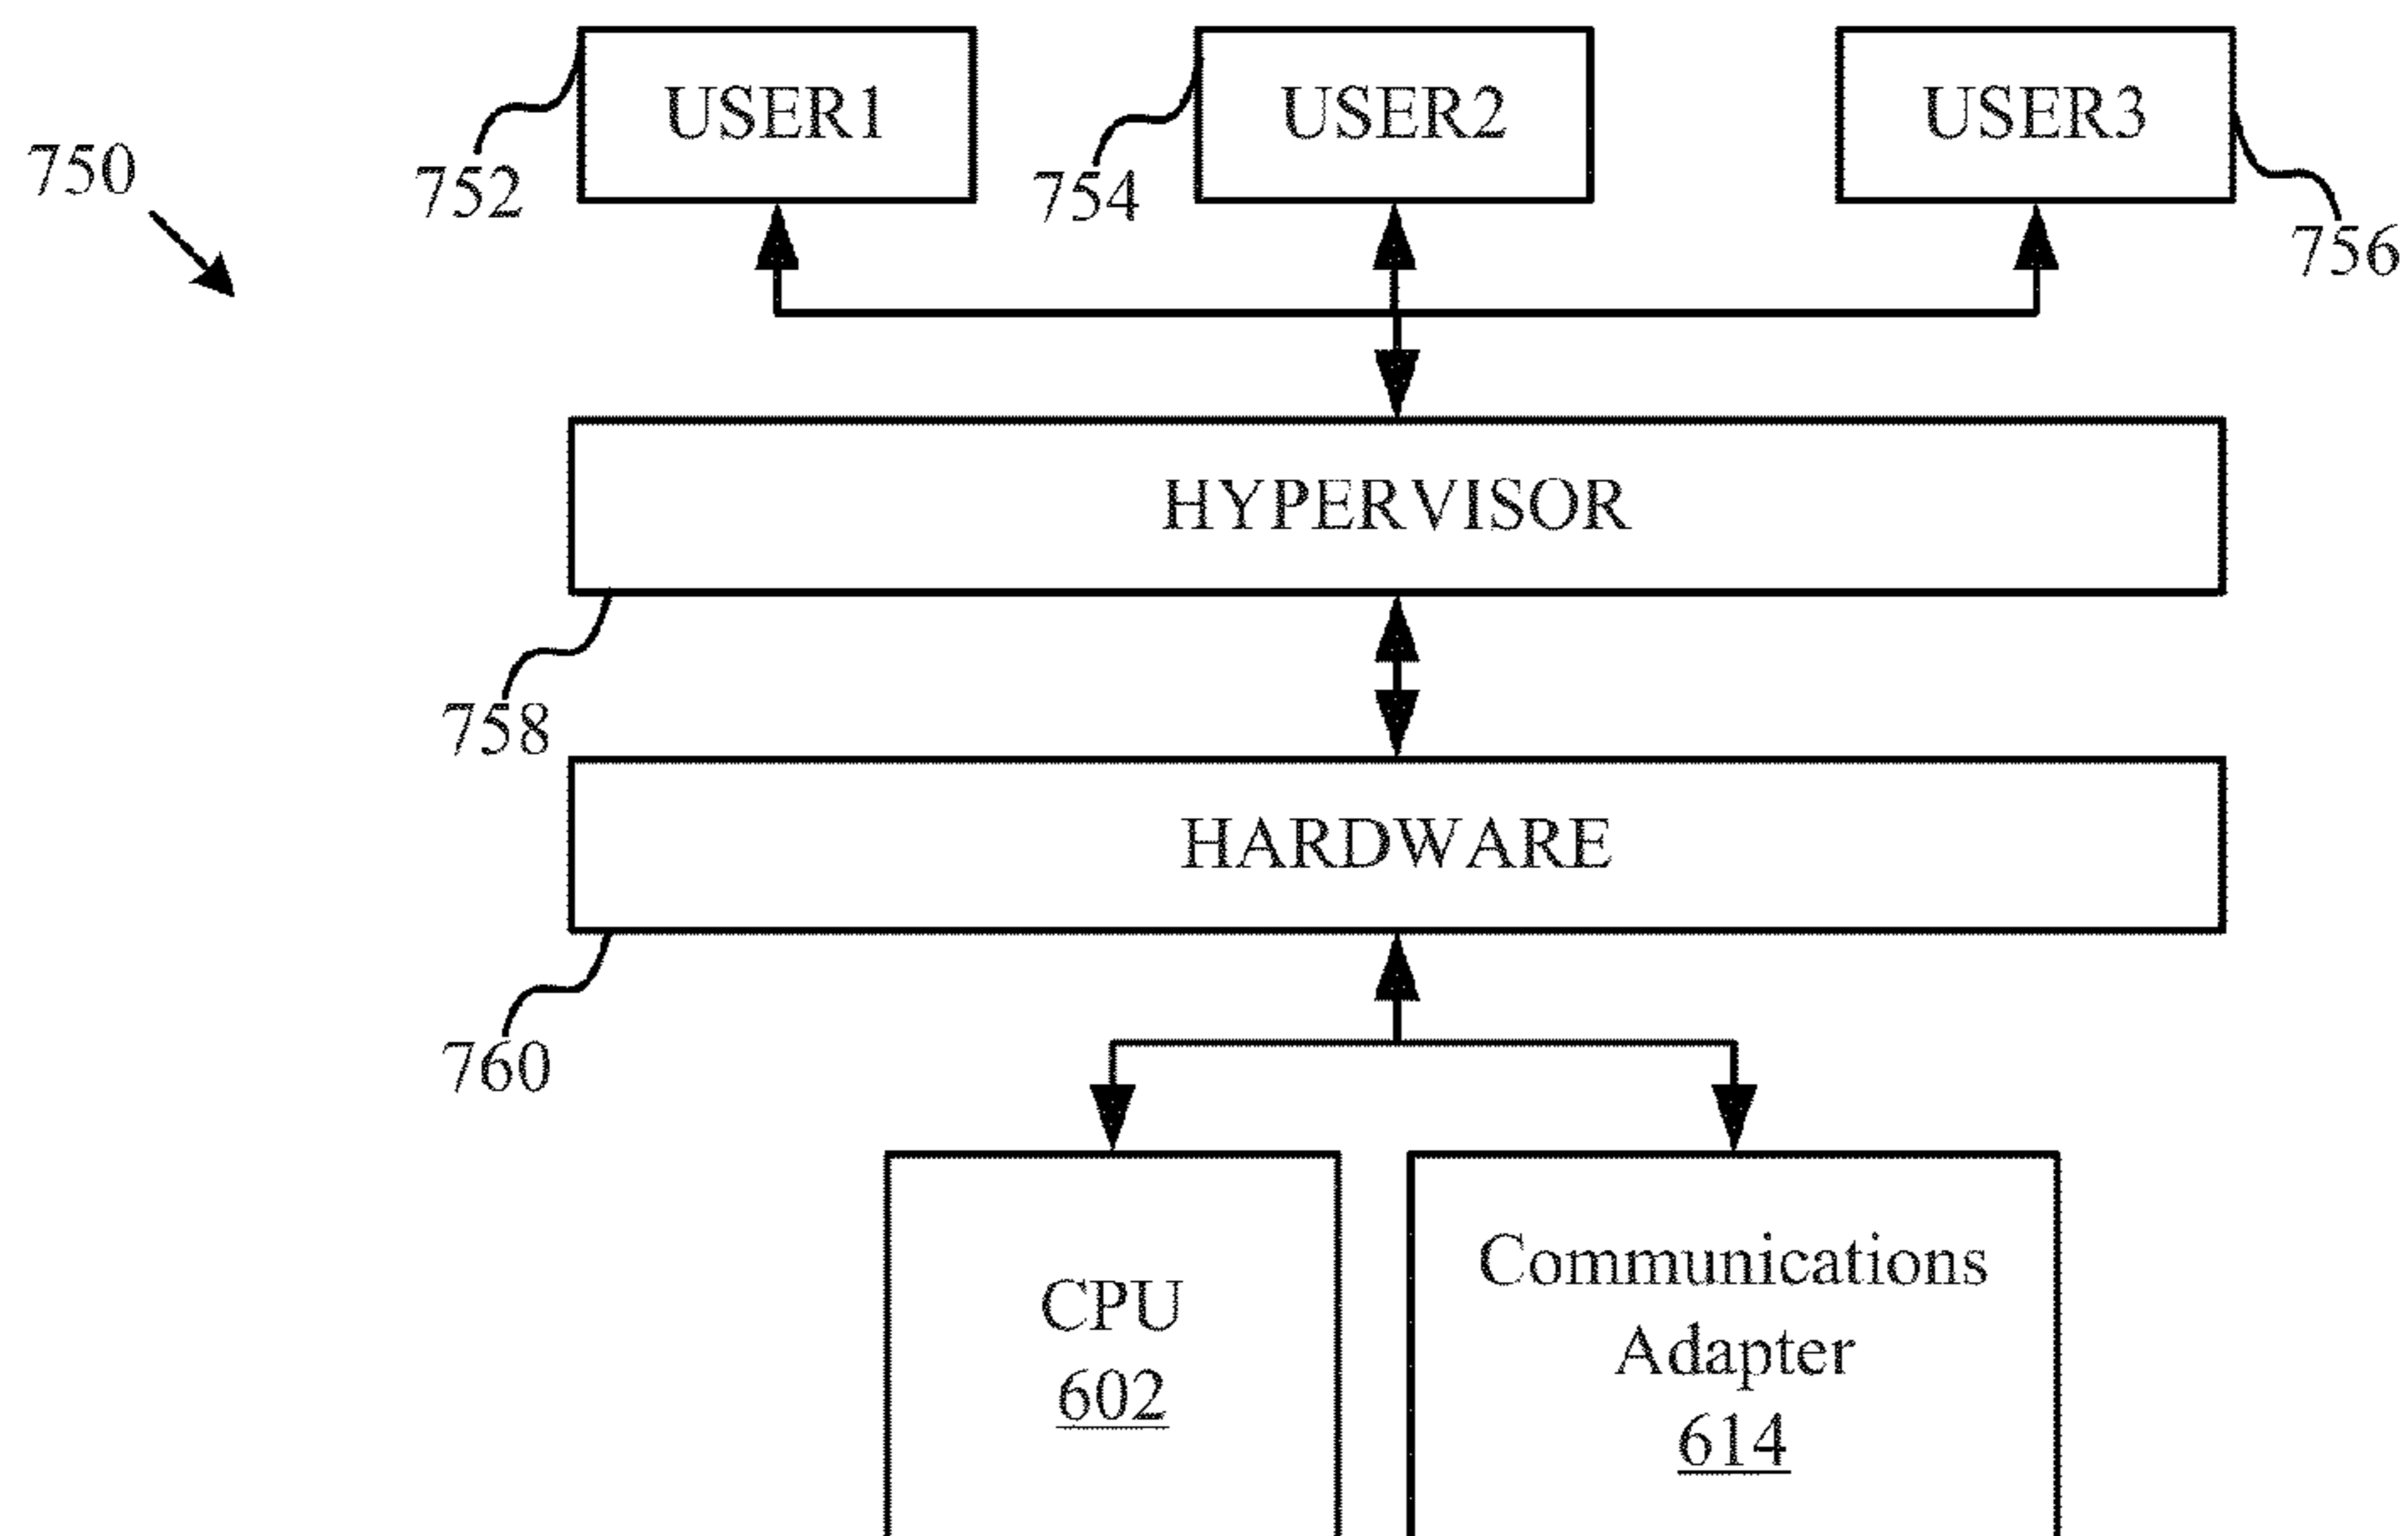 USER1
USER2
USER3
750
752
754
756
HYPERVISOR
758
HARDWARE
760
CPU
602
Communications
Adapter
614